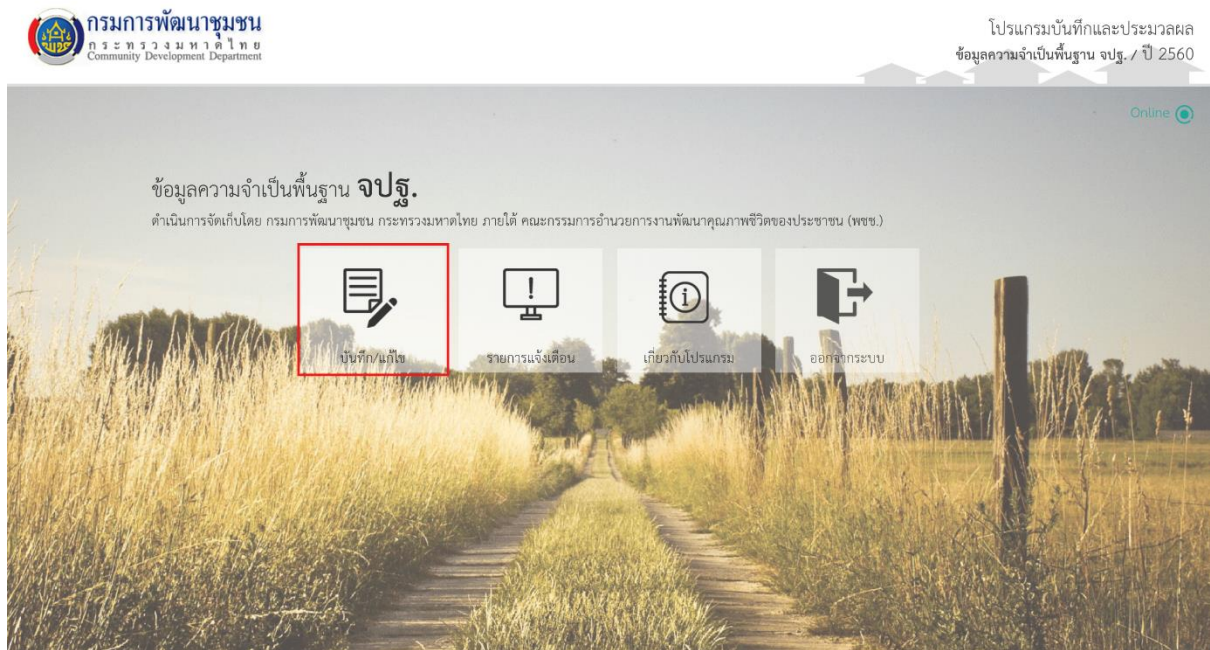 กรมการพัฒนาชุมชน
กระทรวงมหาดไทย
Community Development Department
โปรแกรมบันทึกและประมวลผล
ข้อมูลความจำเป็นพื้นฐาน จปฐ. / ปี 2560
Online
ข้อมูลความจำเป็นพื้นฐาน จปฐ.
ดำเนินการจัดเก็บโดย กรมการพัฒนาชุมชน กระทรวงมหาดไทย ภายใต้ คณะกรรมการอำนวยการงานพัฒนาคุณภาพชีวิตของประชาชน (พชช.)
บันทึก/แก้ไข
รายการแจ้งเตือน
เกี่ยวกับโปรแกรม
ออกจากระบบ